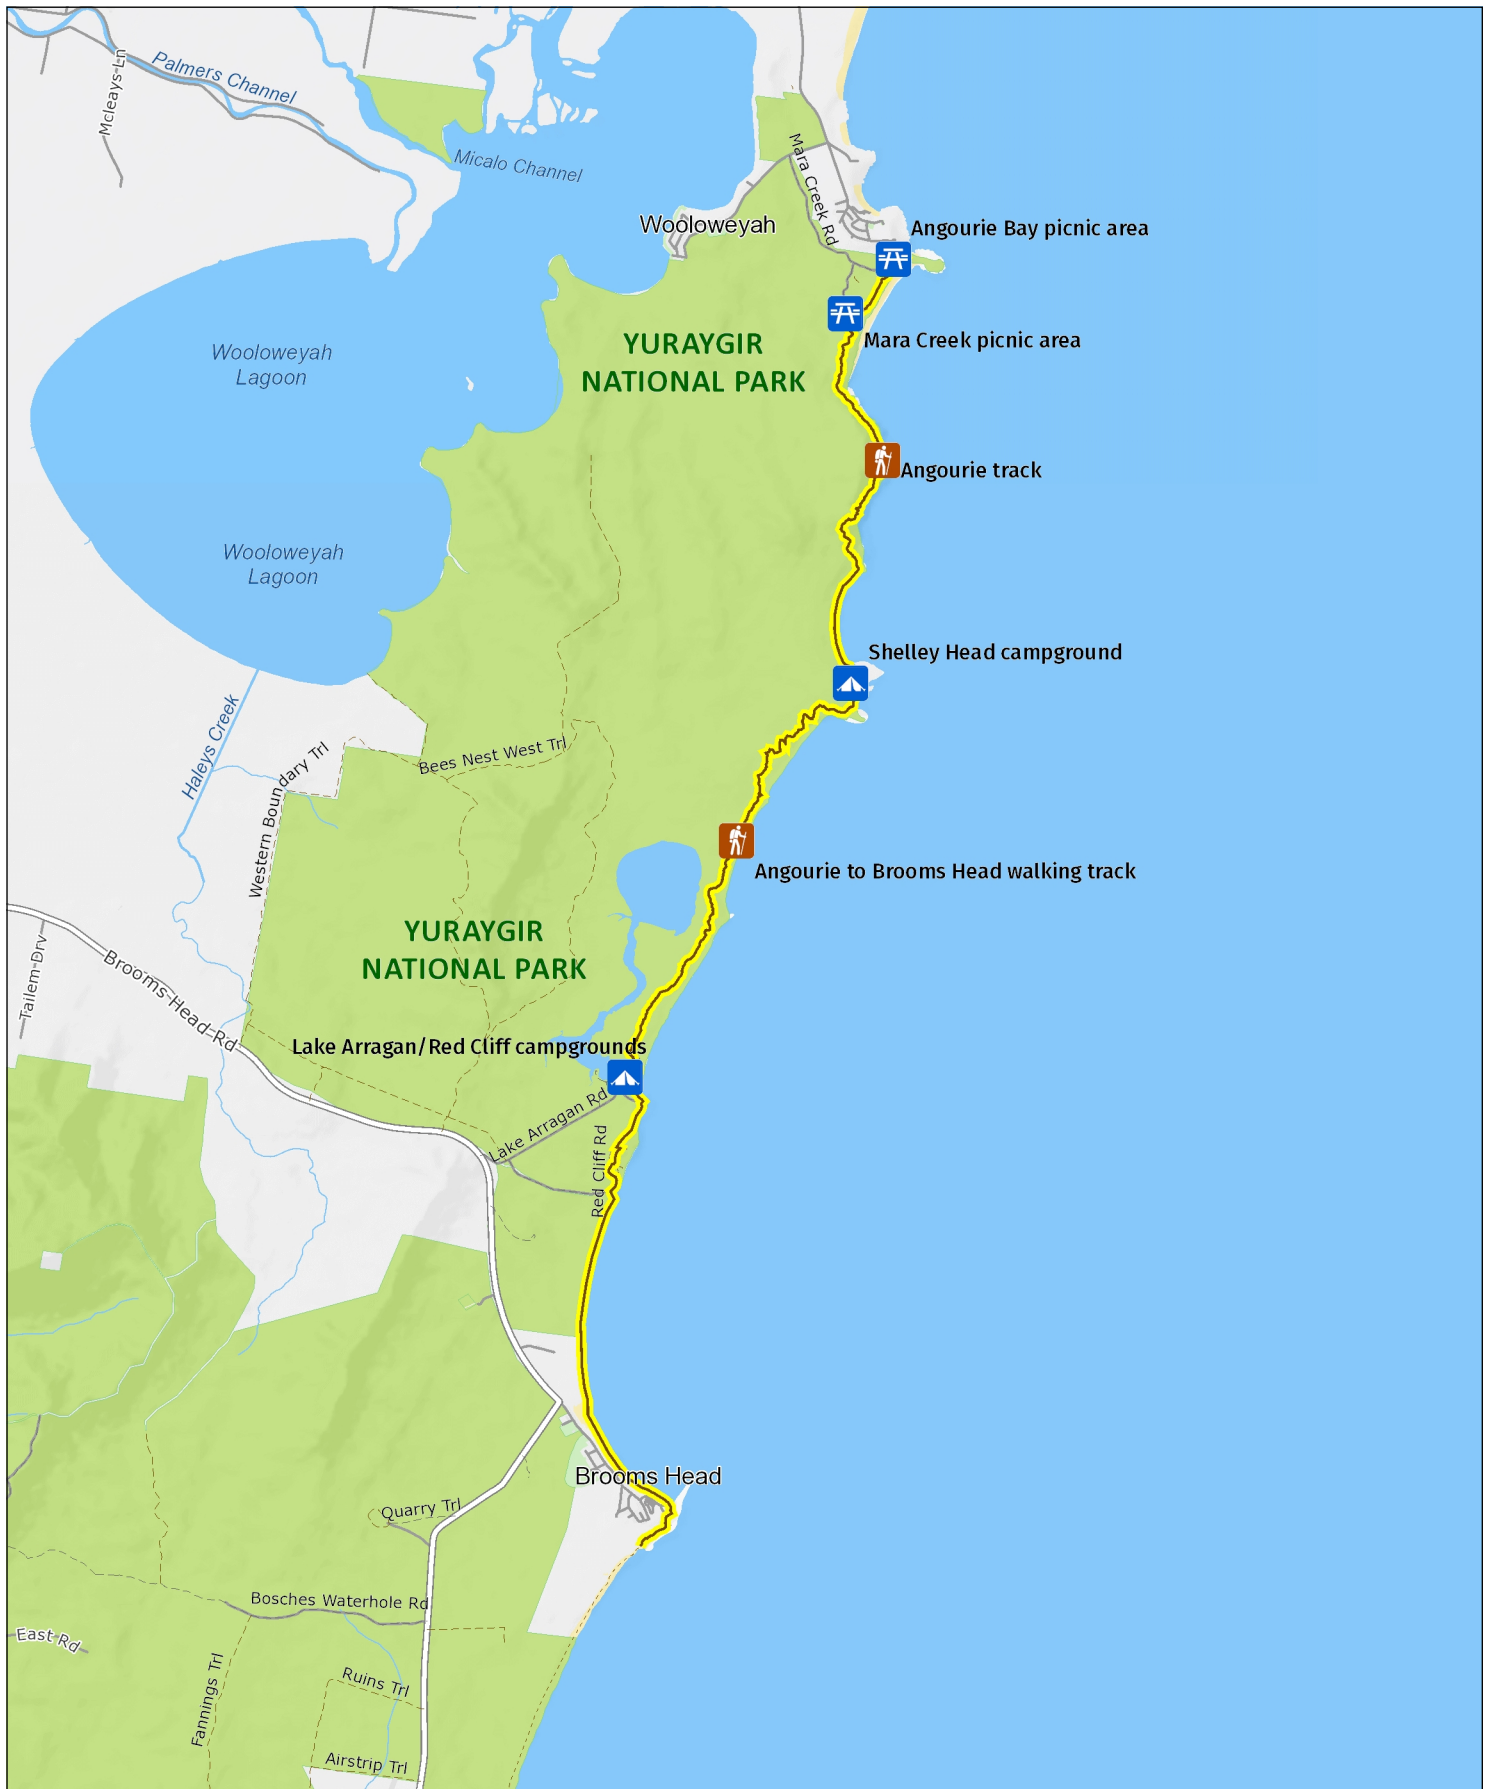 Mcleays Ln
Palmers Channel
Micalo Channel
Mara Creek Rd
Wooloweyah
Angourie Bay picnic area
Mara Creek picnic area
YURAYGIR
NATIONAL PARK
Wooloweyah
Lagoon
Angourie track
Wooloweyah
Lagoon
Shelley Head campground
Haleys Creek
Western Boundary Trl
Bees Nest West Trl
Angourie to Brooms Head walking track
YURAYGIR
NATIONAL PARK
Tailem Drv
Brooms Head Rd
Lake Arragan/Red Cliff campgrounds
Lake Arragan Rd
Red Cliff Rd
Brooms Head
Quarry Trl
Bosches Waterhole Rd
East Rd
Fannings Trl
Ruins Trl
Airstrip Trl